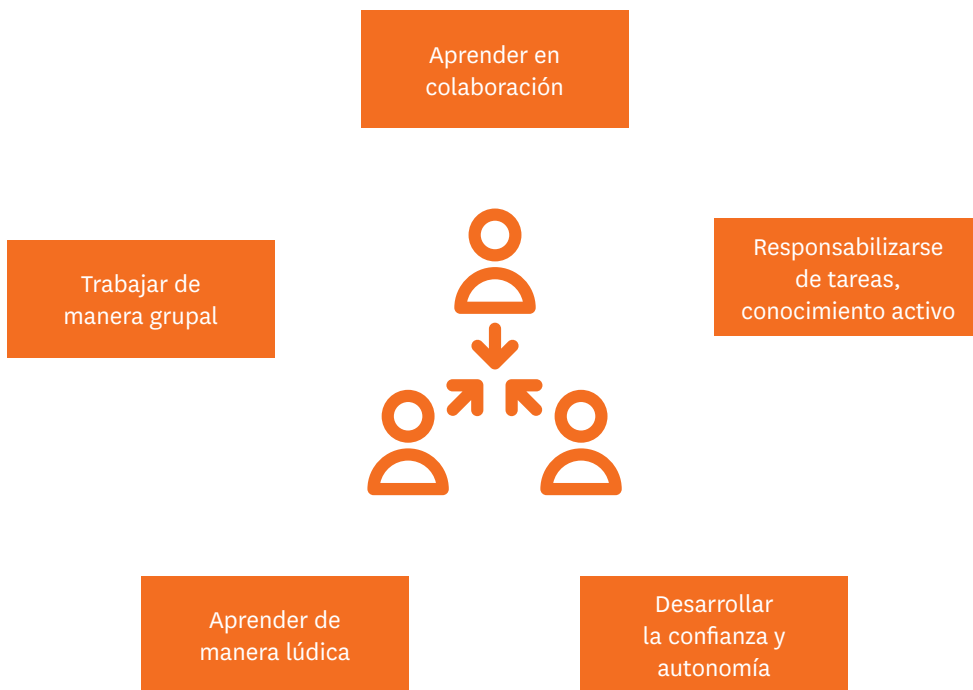 Aprender en
colaboración
Trabajar de
manera grupal
Responsabilizarse
de tareas,
conocimiento activo
Aprender de
manera lúdica
Desarrollar
la confianza y
autonomía